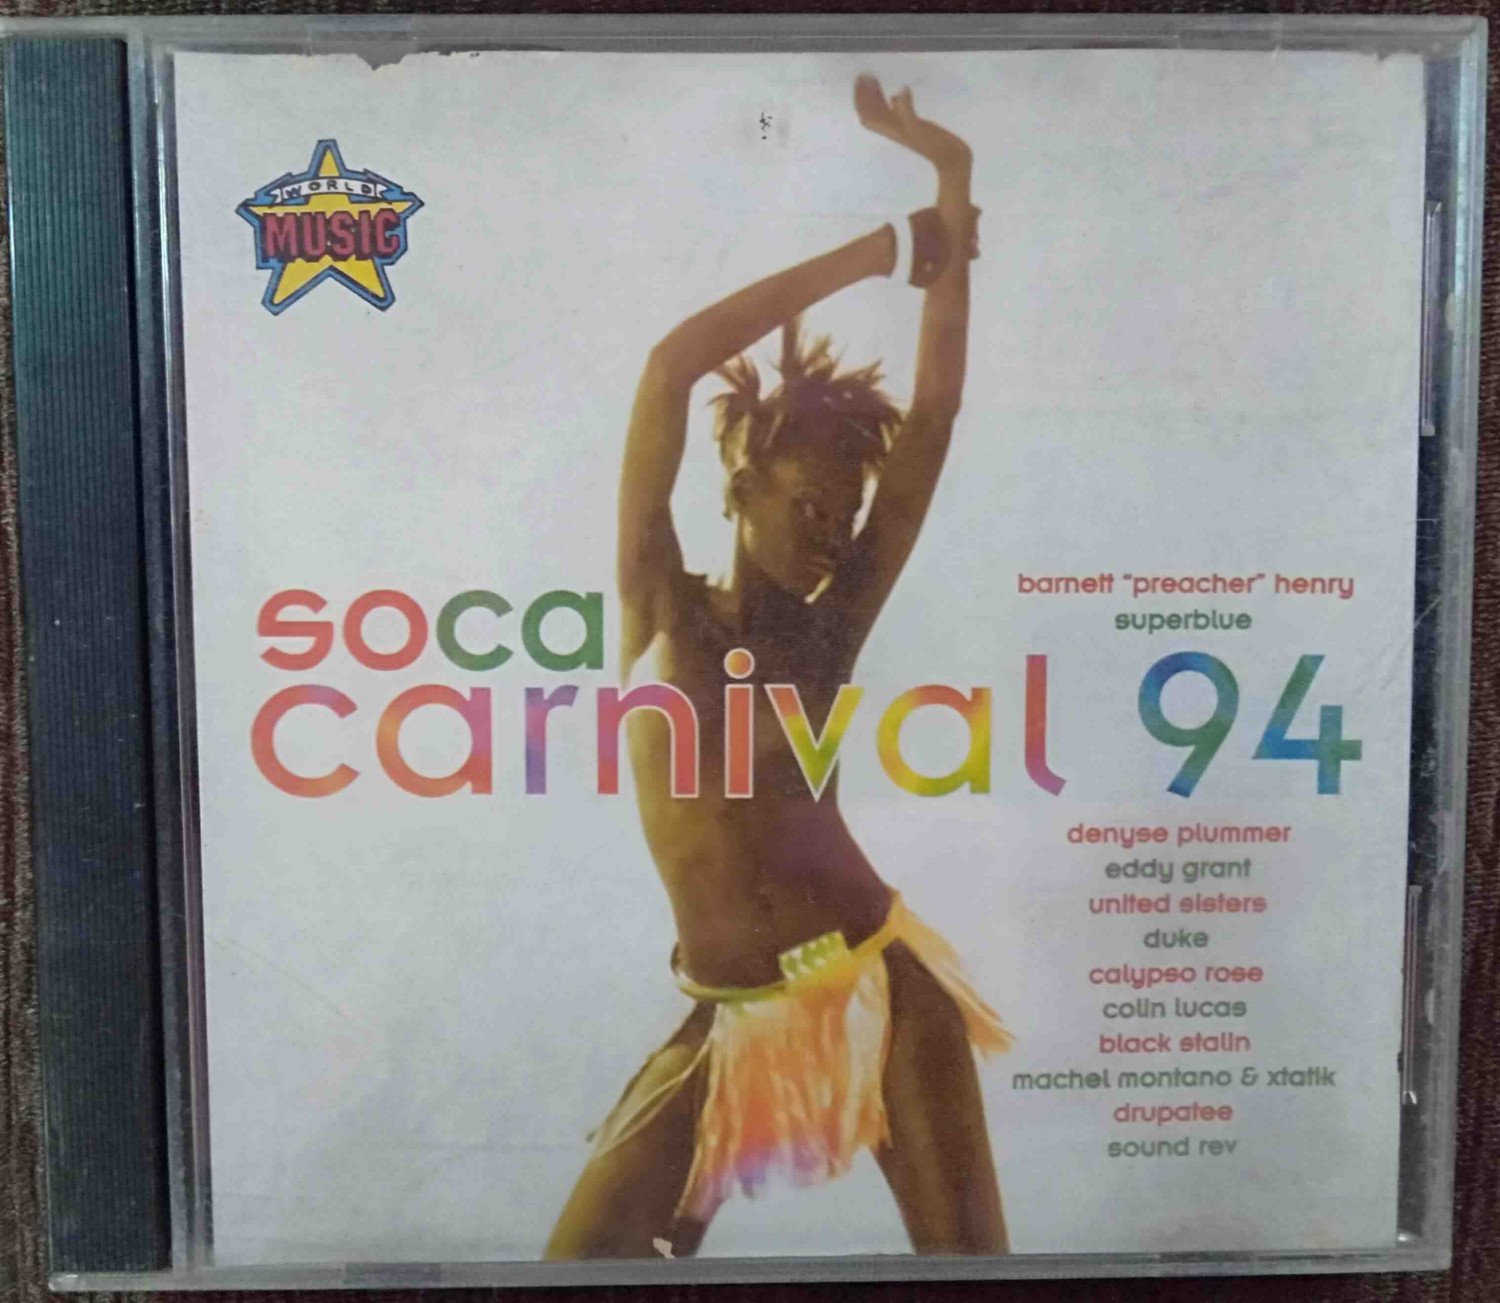 WORLD
MUSIC
soca
carnival 94
barnett "preacher" henry
superblue
denyse plummer
eddy grant
united sisters
duke
calypso rose
colin lucas
black stalin
machel montano & xtatik
drupatee
sound rev